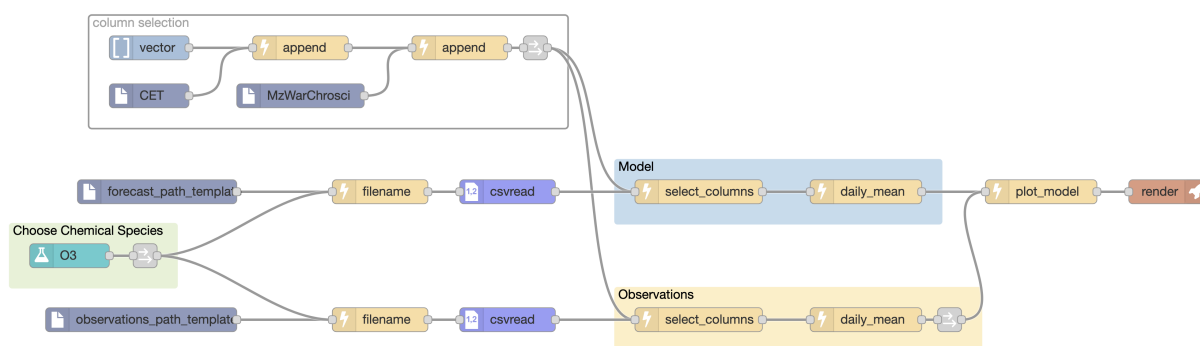 column selection
vector
append
append
CET
MzWarChrosci
Model
forecast_path_templat
filename
csvread
select_columns
daily_mean
plot_model
render
Choose Chemical Species
O3
Observations
observations_path_template
filename
csvread
select_columns
daily_mean